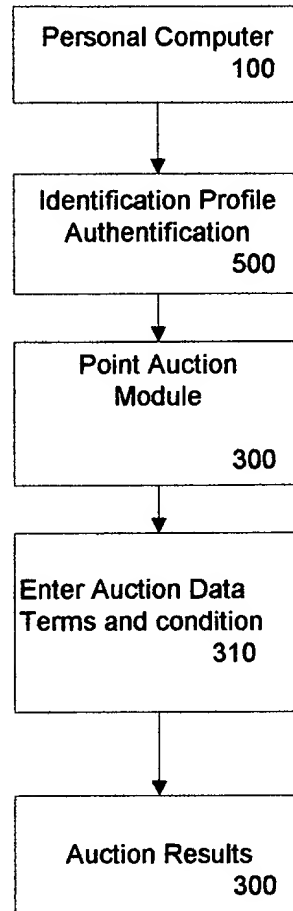 Personal Computer
100
Identification Profile
Authentification
500
Point Auction
Module
300
Enter Auction Data
Terms and condition
310
Auction Results
300